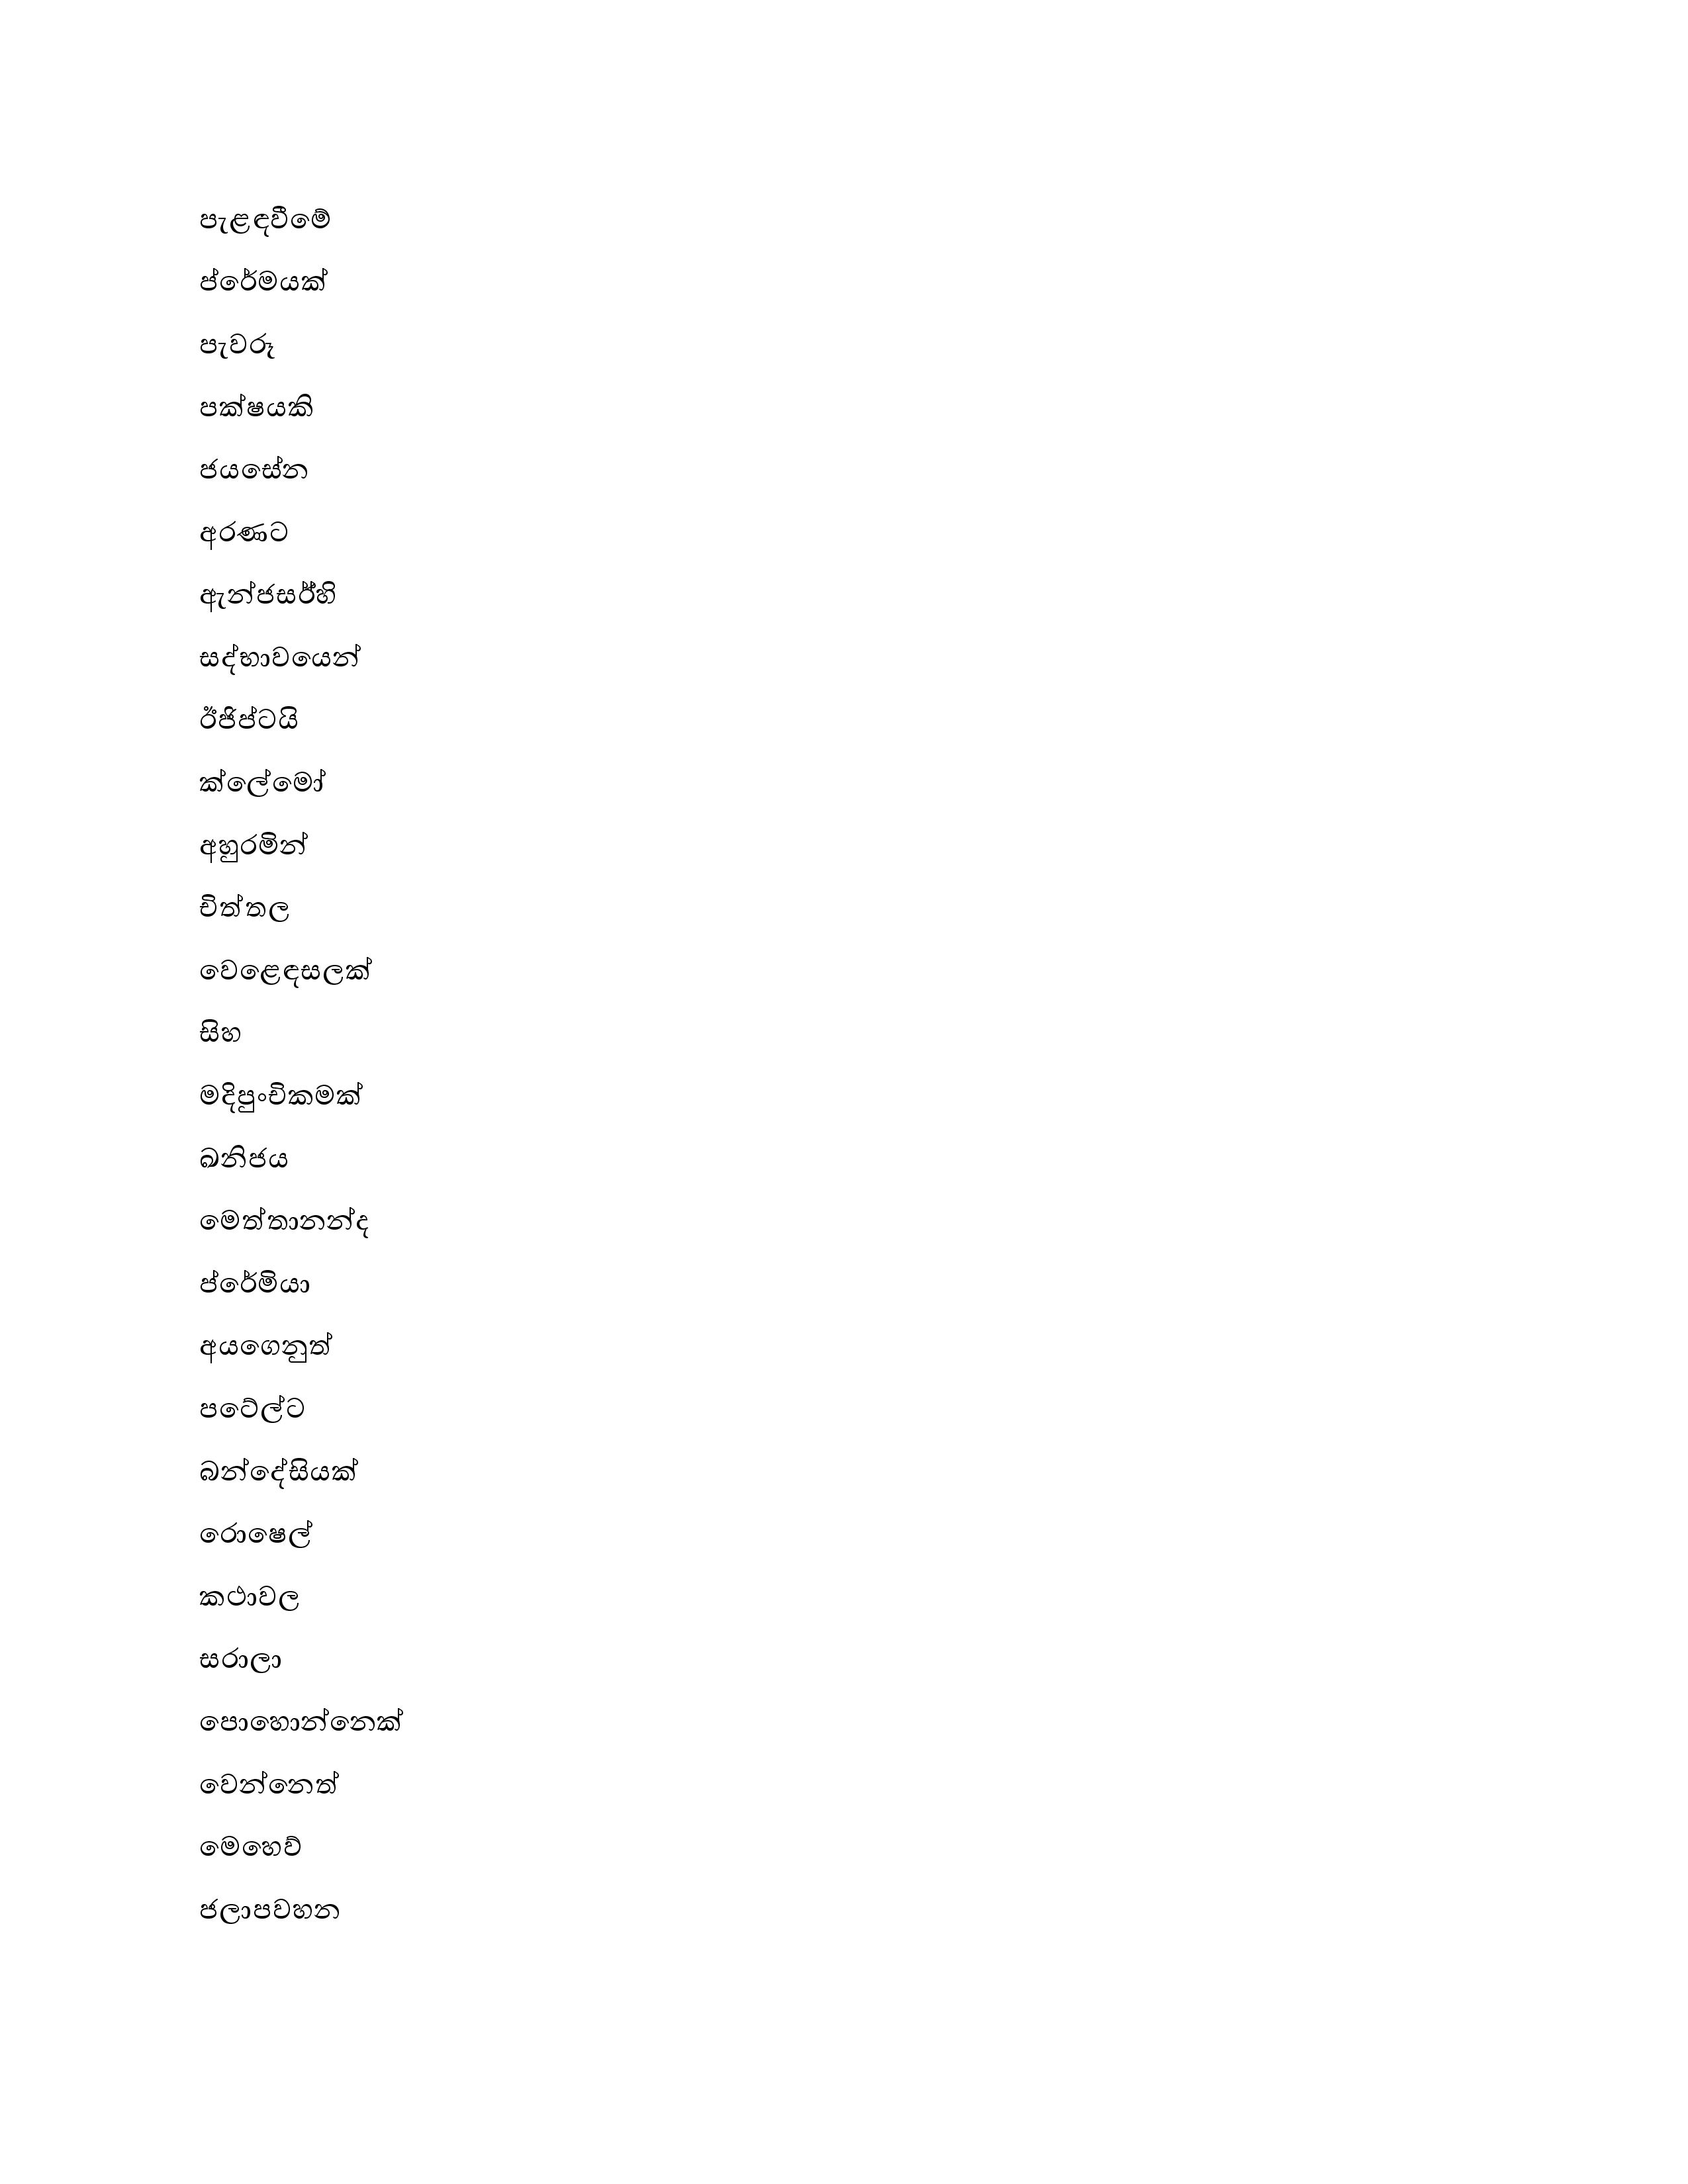 පැළඳවීමේ
ප්රේමයක්
පැවරූ
පක්ෂයකි
ජයසේන
අරණට
ඇන්ජසර්හි
සද්භාවයෙන්
ඊජිප්ටයි
ක්ලේමෝ
අහුරමින්
චිත්තල
වෙළෙඳසලක්
සිහ
මදිපුංචිකමක්
ඛනිජය
මෙත්තානන්ද
ප්රේමියා
අයගෙනුත්
පටේල්ට
බන්දේසියක්
රොෂෙල්
කථාවල
සරාලා
පොහොන්නෙක්
වෙන්නෙත්
මෙහෙව්
ජලාපවහන